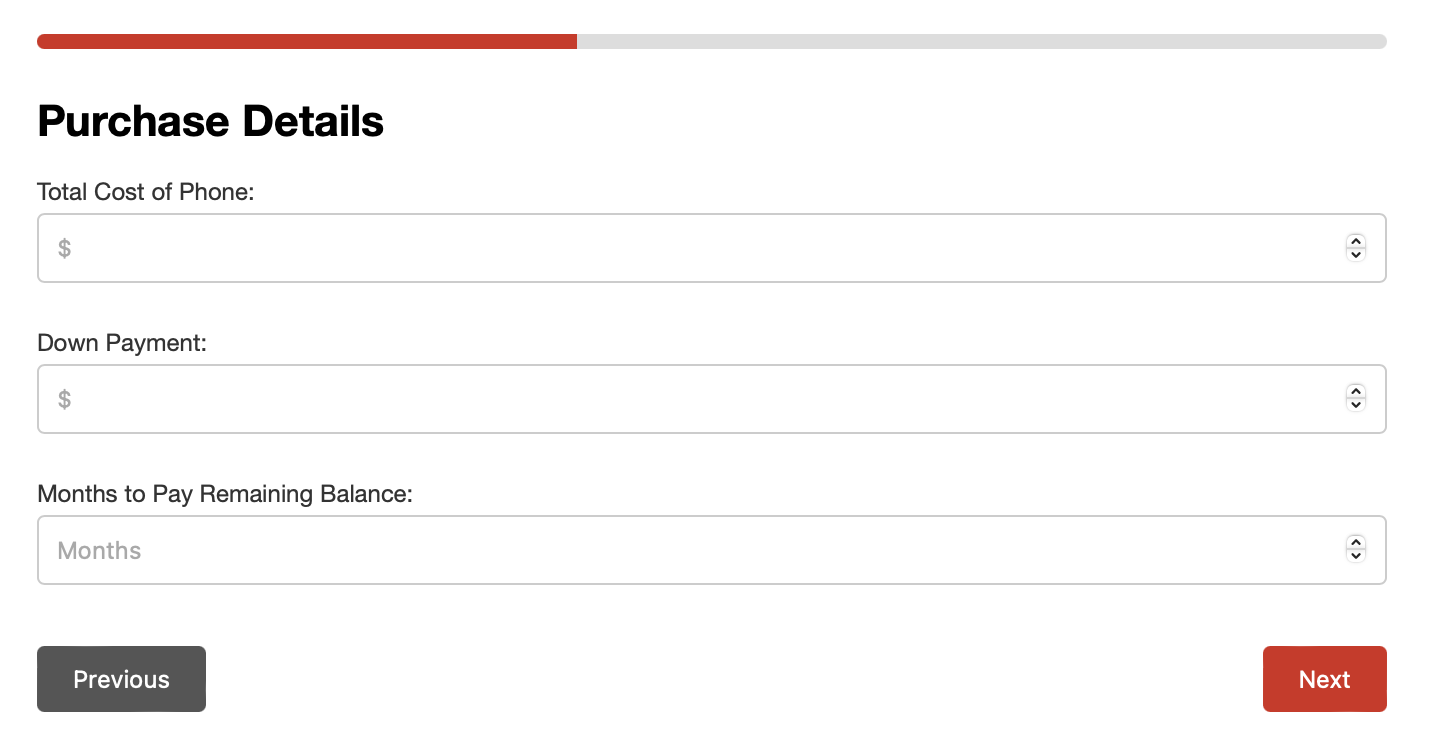 Purchase Details
Total Cost of Phone:
$
Down Payment:
$
Months to Pay Remaining Balance:
Months
Previous
Next